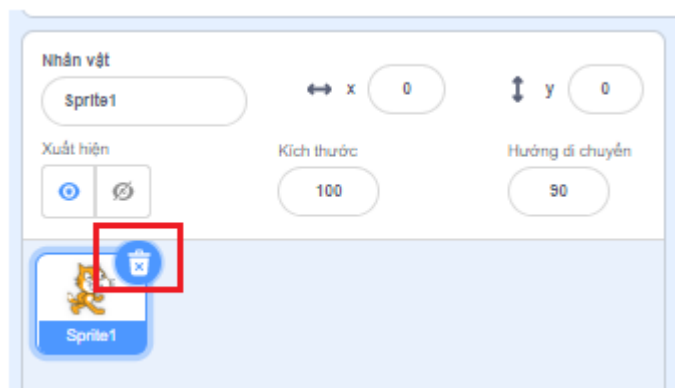 Nhân vật
Sprite1
x 0
y 0
Xuất hiện
Kích thước
Hướng di chuyển
100
90
Sprite1